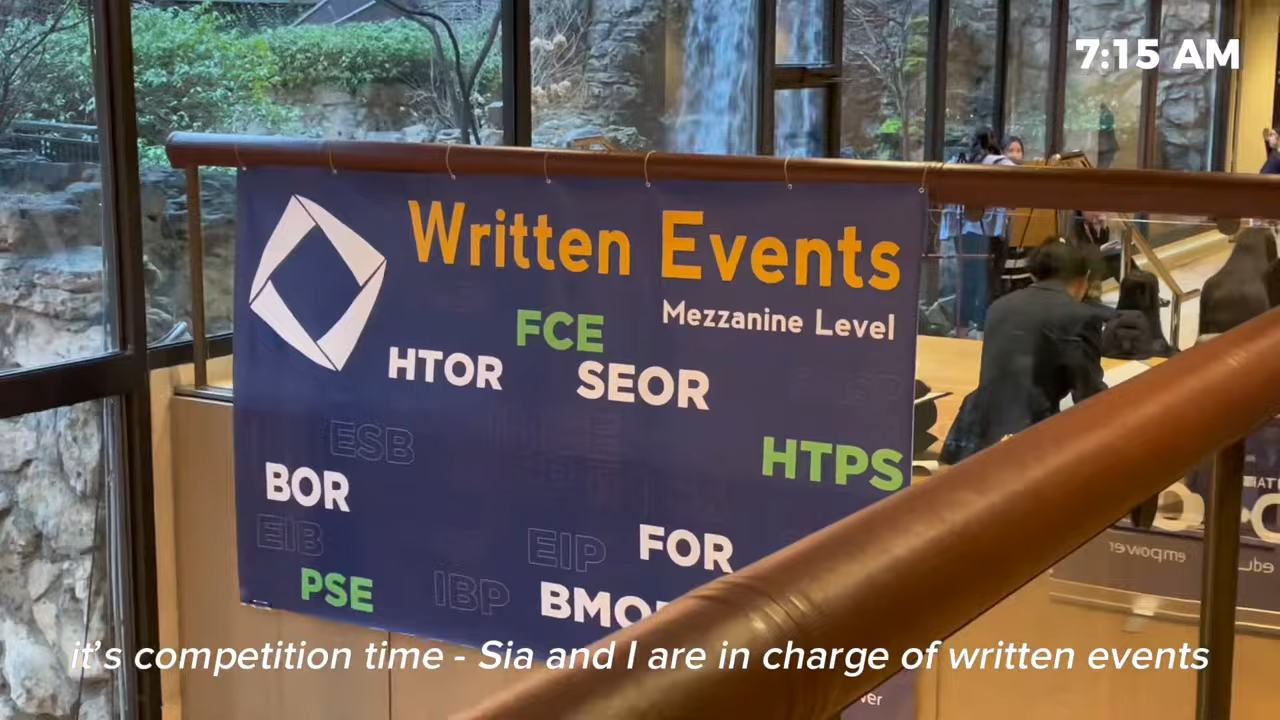 7:15 AM
Written Events
Mezzanine Level
FCE
HTOR
SEOR
ESB
HTPS
BOR
EIB
EIP
FOR
PSE
IBP
BMO
empower
it's competition time - Sia and I are in charge of written events